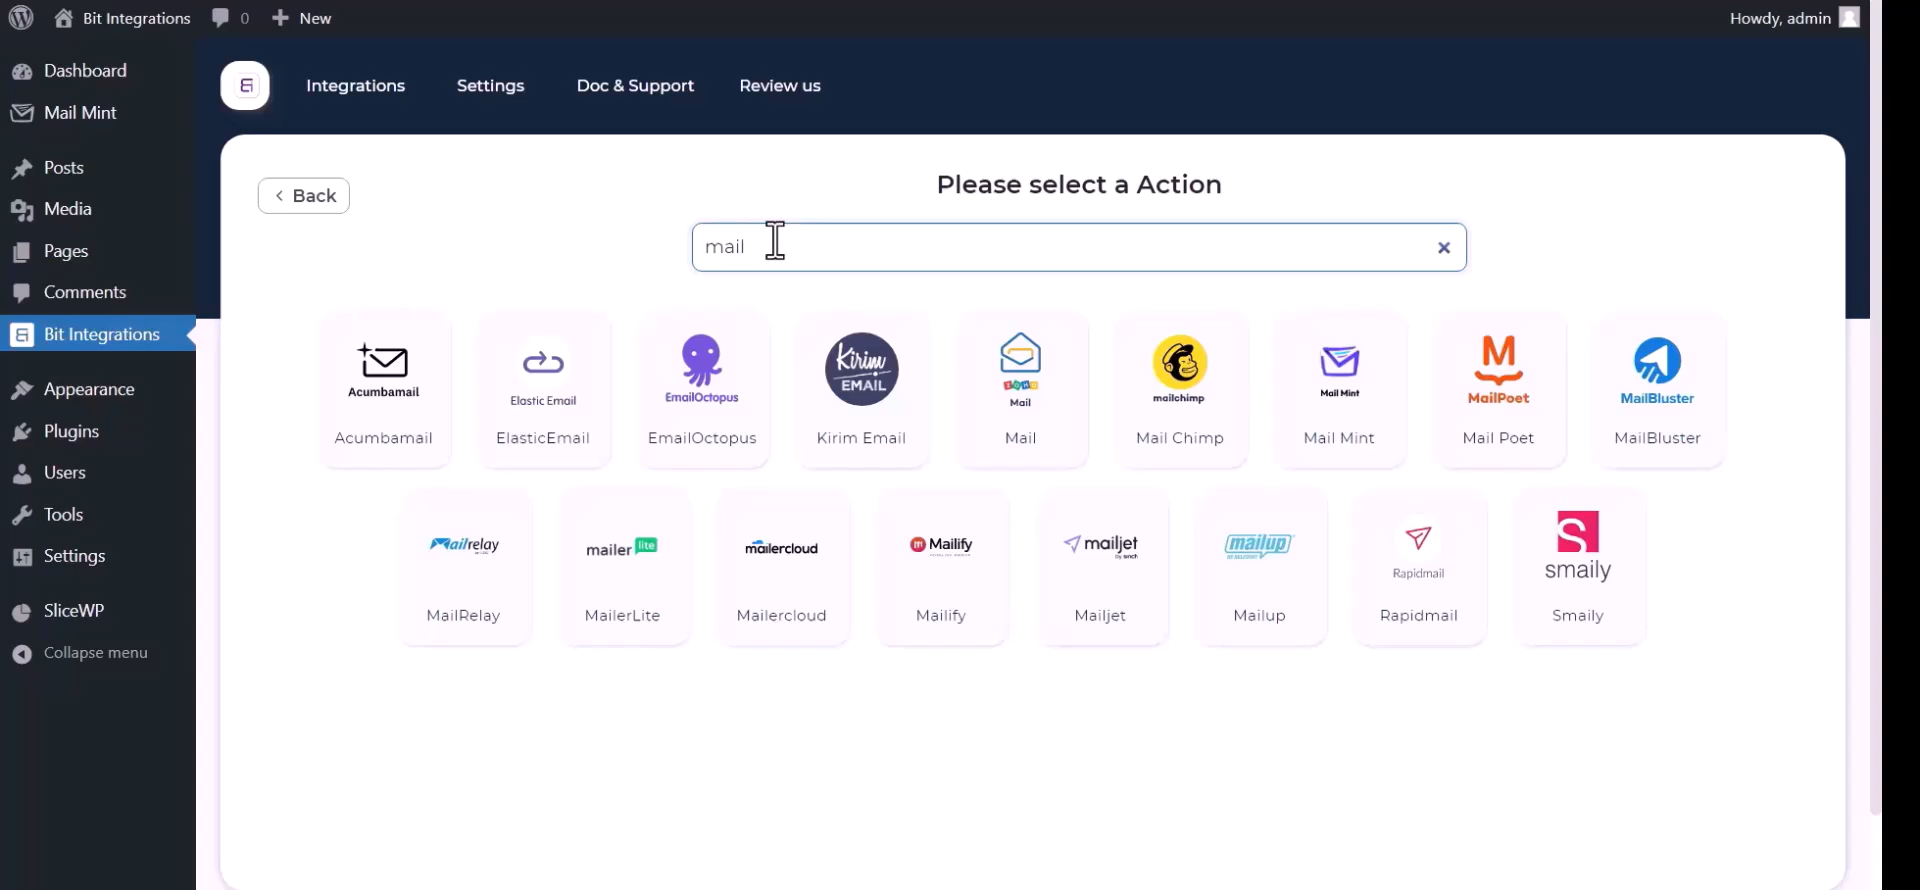 Bit Integrations
0
New
Howdy, admin
Dashboard
Mail Mint
Posts
Media
Pages
Comments
Bit Integrations
Appearance
Plugins
Users
Tools
Settings
SliceWP
Collapse menu
Integrations
Settings
Doc & Support
Review us
Back
Please select a Action
mail
Acumbamail
Elastic Email
EmailOctopus
Kirim
EMAIL
ZOHO
Mail
mailchimp
Mail Mint
M
MailPoet
MailBluster
Acumbamail
ElasticEmail
EmailOctopus
Kirim Email
Mail
Mail Chimp
Mail Mint
Mail Poet
MailBluster
Mailrelay
mailer lite
mailercloud
m Mailify
mailjet
by sinch
mailup
Rapidmail
S
smaily
MailRelay
MailerLite
Mailercloud
Mailify
Mailjet
Mailup
Rapidmail
Smaily